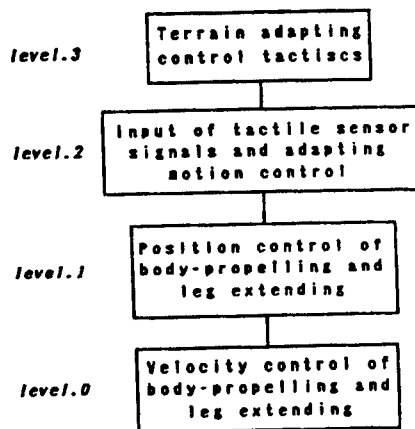 level.3
Terrain adapting
control tactiscs
level.2
Input of tactile sensor
signals and adapting
motion control
level.1
Position control of
body-propelling and
leg extending
level.0
Velocity control of
body-propelling and
leg extending